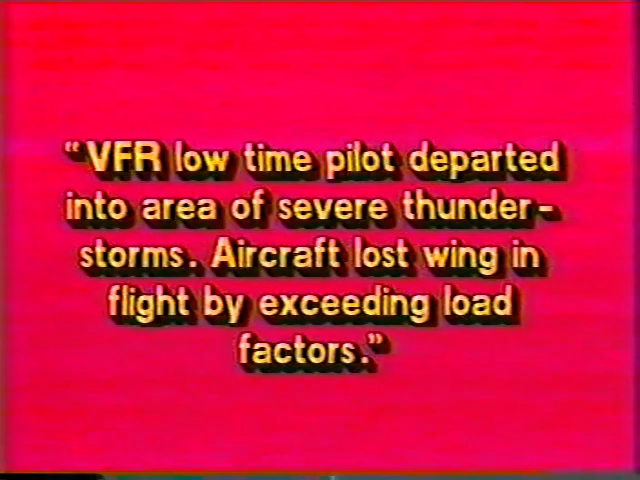 “VFR low time pilot departed
into area of severe thunder-
storms. Aircraft lost wing in
flight by exceeding load
factors.”